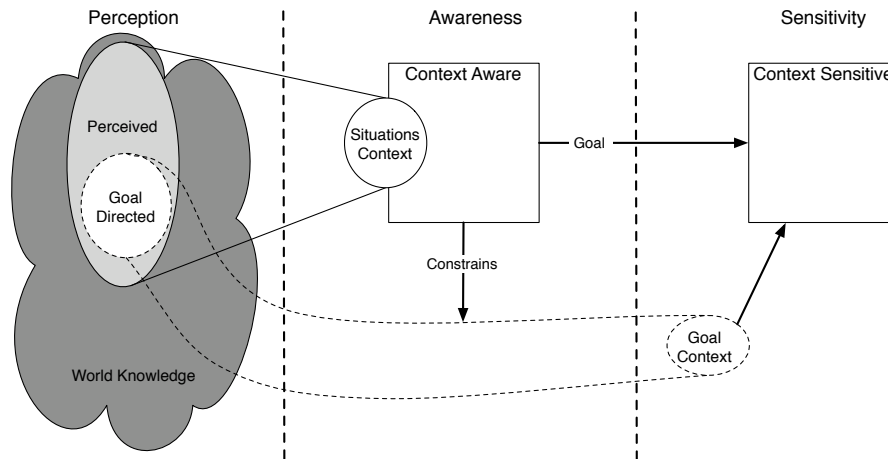 Perception
Awareness
Sensitivity
Perceived
Goal
Directed
World Knowledge
Context Aware
Situations
Context
Goal
Constrains
Context Sensitive
Goal
Context